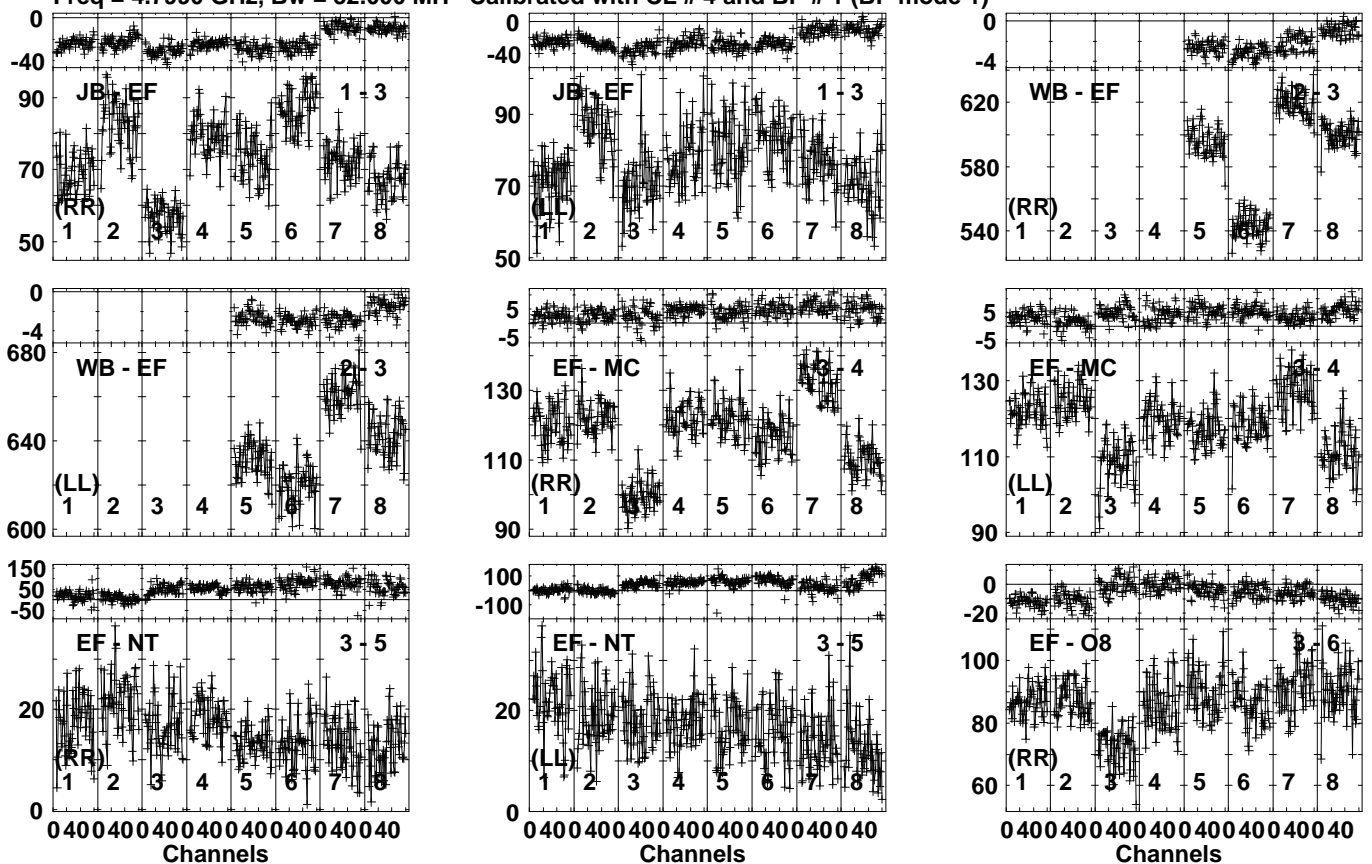 Freq = 4.7990 GHz, Bw = 32.000 MH Calibrated with CL # 4 and BP # 1 (BP mode 1)
0
-40
JB - EF 1 - 3
90
70
50
(RR)
1 2 3 4 5 6 7 8
0
-40
JB - EF 1 - 3
90
70
50
(LL)
1 2 3 4 5 6 7 8
0
-4
WB - EF 2 - 3
620
580
540
(RR)
1 2 3 4 5 6 7 8
0
-4
WB - EF 2 - 3
680
640
600
(LL)
1 2 3 4 5 6 7 8
5
-5
EF - MC 3 - 4
130
110
90
(RR)
1 2 3 4 5 6 7 8
5
-5
EF - MC 3 - 4
130
110
90
(LL)
1 2 3 4 5 6 7 8
150
50
-50
EF - NT 3 - 5
20
0
(RR)
1 2 3 4 5 6 7 8
0 40 0 40 0 40 0 40 0 40 0 40 0 40 0 40
Channels
100
-100
EF - NT 3 - 5
20
0
(LL)
1 2 3 4 5 6 7 8
0 40 0 40 0 40 0 40 0 40 0 40 0 40 0 40
Channels
0
-20
EF - O8 3 - 6
100
80
60
(RR)
1 2 3 4 5 6 7 8
0 40 0 40 0 40 0 40 0 40 0 40 0 40 0 40
Channels